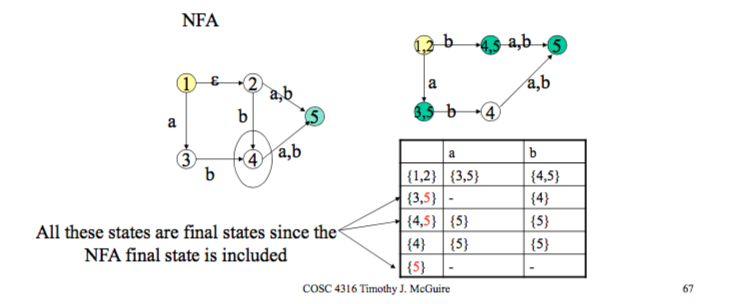 NFA
1 ε 2
a,b
a b 5
3 b 4 a,b
1,2 b 4,5 a,b 5
a a,b
3,5 b 4
a b
{1,2} {3,5} {4,5}
{3,5} - {4}
{4,5} {5} {5}
{4} {5} {5}
{5} - -
All these states are final states since the
NFA final state is included
COSC 4316 Timothy J. McGuire 67